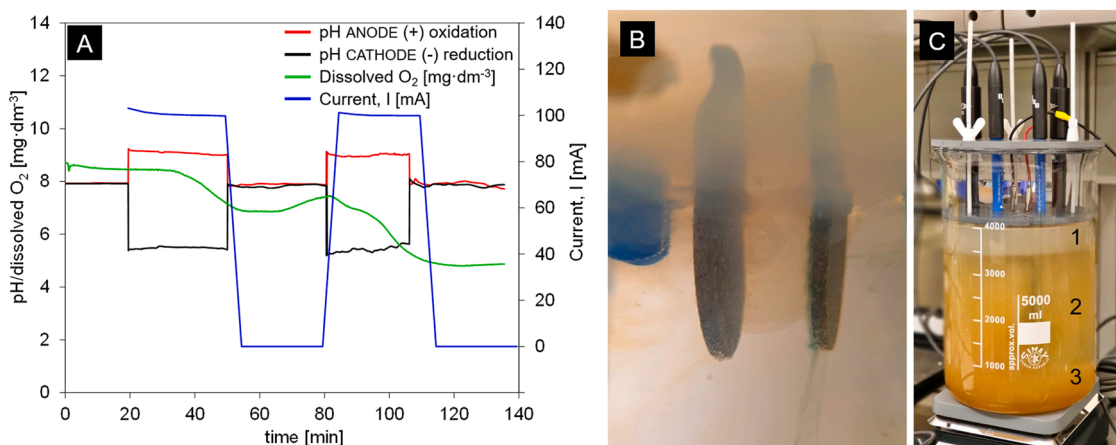 A
pH ANODE (+) oxidation
pH CATHODE (-) reduction
Dissolved O₂ [mg·dm-³]
Current, I [mA]
pH/dissolved O₂ [mg·dm-³]
14
12
10
8
6
4
2
0
0
20
40
60
80
100
120
140
time [min]
140
120
100
80
60
40
20
0
Current, I [mA]
B
C
1
2
3
4000
3000
2000
1000
5000
ml
approx.vol.
SIMAX